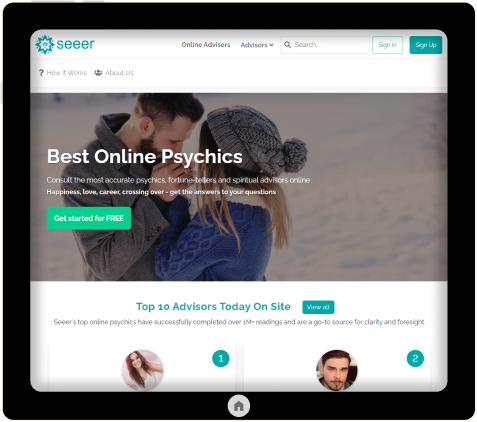 seeer
Online Advisors Advisors Search... Sign In Sign Up
? How It Works About Us
Best Online Psychics
Consult the most accurate psychics, fortune-tellers and spiritual advisors online
Happiness, love, career, crossing over - get the answers to your questions
Get started for FREE
Top 10 Advisors Today On Site View all
Seeer's top online psychics have successfully completed over 1M+ readings and are a go-to source for clarity and foresight.
1 2